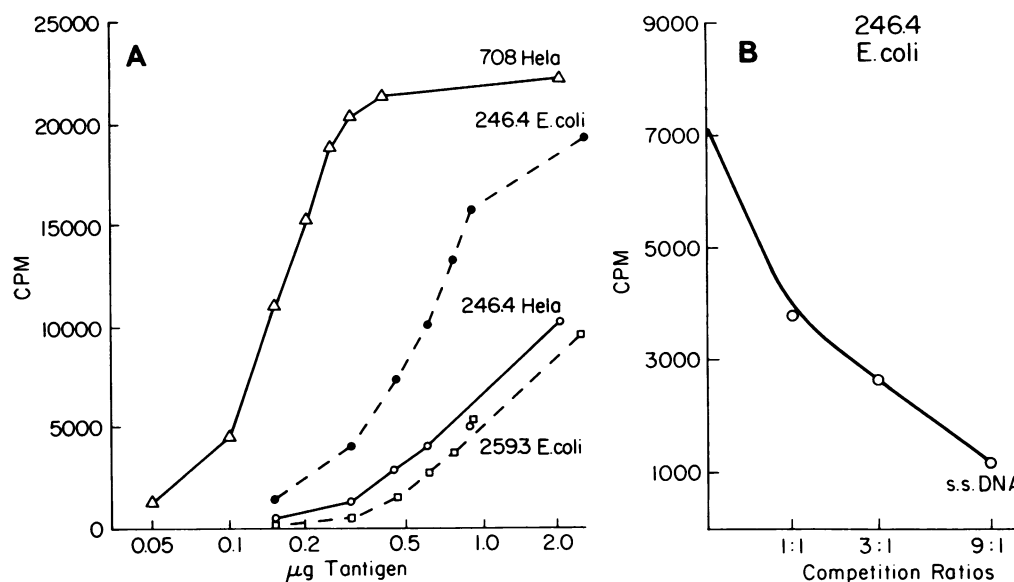 A
25000
20000
15000
10000
5000
0
CPM
708 Hela
246.4 E.coli
246.4 Hela
259.3 E.coli
0.05 0.1 0.2 0.5 1.0 2.0
µg Tantigen
B
246.4
E.coli
9000
7000
5000
3000
1000
CPM
s.s. DNA
1:1 3:1 9:1
Competition Ratios